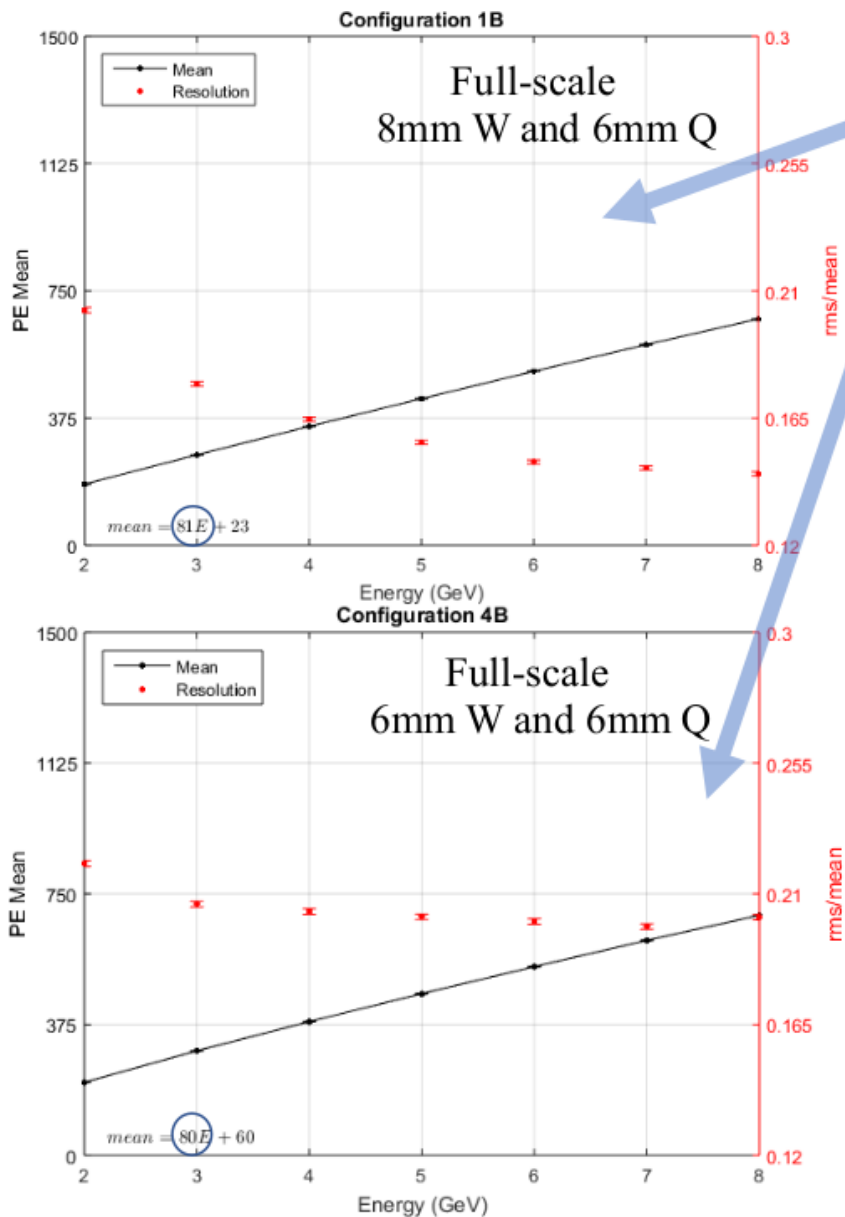 Configuration 1B
1500
1125
750
375
0
PE Mean
Mean
Resolution
Full-scale
8mm W and 6mm Q
mean = 81E + 23
0.3
0.255
0.21
0.165
0.12
rms/mean
2 3 4 5 6 7 8
Energy (GeV)
Configuration 4B
1500
1125
750
375
0
PE Mean
Mean
Resolution
Full-scale
6mm W and 6mm Q
mean = 80E + 60
0.3
0.255
0.21
0.165
0.12
rms/mean
2 3 4 5 6 7 8
Energy (GeV)